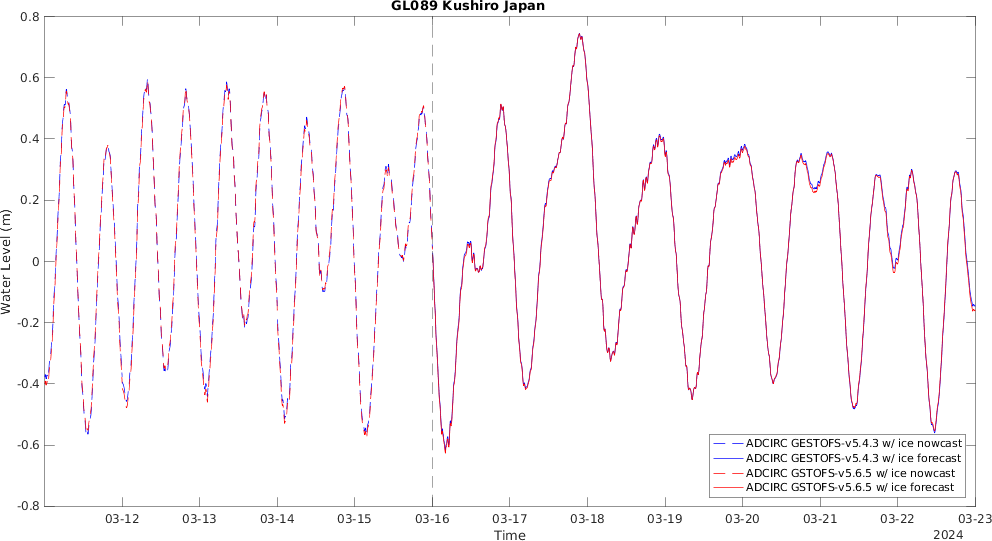 GL089 Kushiro Japan
Water Level (m)
0.8
0.6
0.4
0.2
0
-0.2
-0.4
-0.6
-0.8
ADCIRC GESTOFS-v5.4.3 w/ ice nowcast
ADCIRC GESTOFS-v5.4.3 w/ ice forecast
ADCIRC GSTOFS-v5.6.5 w/ ice nowcast
ADCIRC GSTOFS-v5.6.5 w/ ice forecast
03-12 03-13 03-14 03-15 03-16 03-17 03-18 03-19 03-20 03-21 03-22 03-23
Time
2024